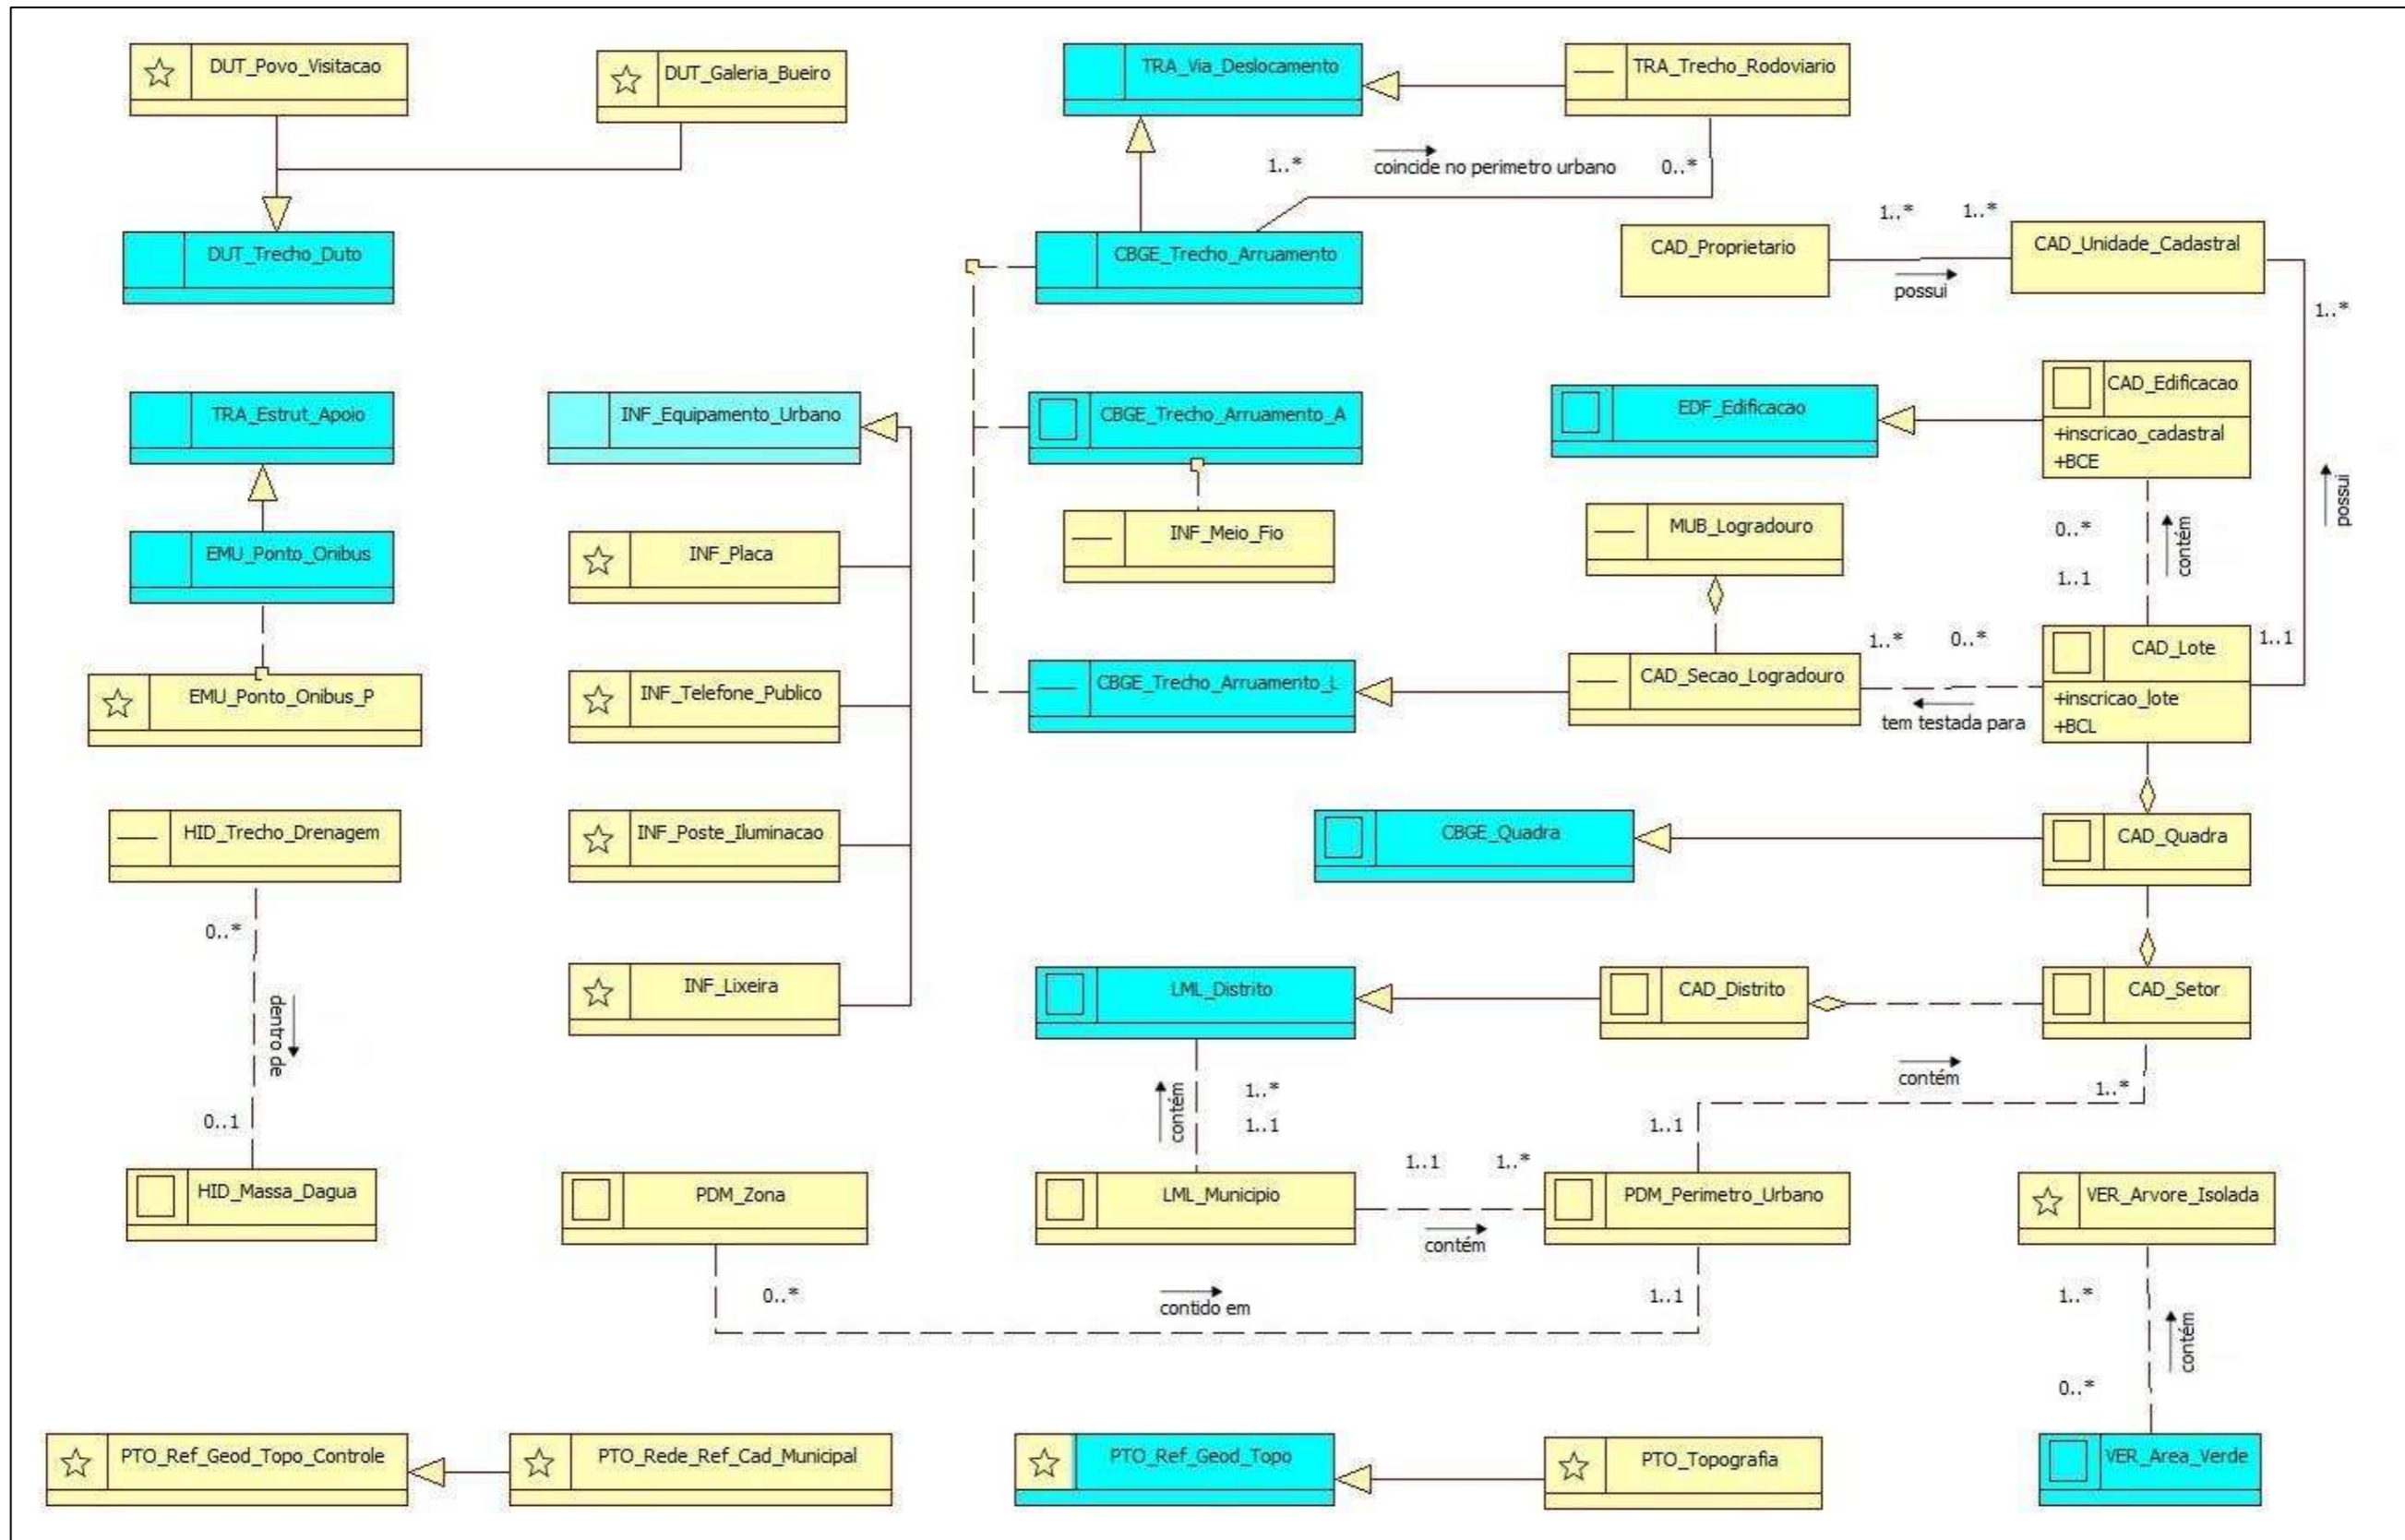 DUT_Povo_Visitacao
DUT_Galeria_Bueiro
TRA_Via_Deslocamento
TRA_Trecho_Rodoviario
1..*
coincide no perimetro urbano
0..*
DUT_Trecho_Duto
CBGE_Trecho_Arruamento
CAD_Proprietario
1..*
1..*
CAD_Unidade_Cadastral
possui
1..*
TRA_Estrut_Apoio
INF_Equipamento_Urbano
CBGE_Trecho_Arruamento_A
EDF_Edificacao
CAD_Edificacao
+inscricao_cadastral
+BCE
possui
EMU_Ponto_Onibus
INF_Placa
INF_Meio_Fio
MUB_Logradouro
0..*
contém
1..1
EMU_Ponto_Onibus_P
INF_Telefone_Publico
CBGE_Trecho_Arruamento_L
CAD_Secao_Logradouro
1..*
0..*
CAD_Lote
1..1
+inscricao_lote
+BCL
tem testada para
HID_Trecho_Drenagem
INF_Poste_Iluminacao
CBGE_Quadra
CAD_Quadra
0..*
INF_Lixeira
LML_Distrito
CAD_Distrito
CAD_Setor
dentro de
contém
1..*
1..1
contém
1..*
0..1
1..1
HID_Massa_Dagua
PDM_Zona
LML_Municipio
1..1
1..*
contém
PDM_Perimetro_Urbano
VER_Arvore_Isolada
0..*
contido em
1..1
1..*
contém
0..*
PTO_Ref_Geod_Topo_Controle
PTO_Rede_Ref_Cad_Municipal
PTO_Ref_Geod_Topo
PTO_Topografia
VER_Area_Verde